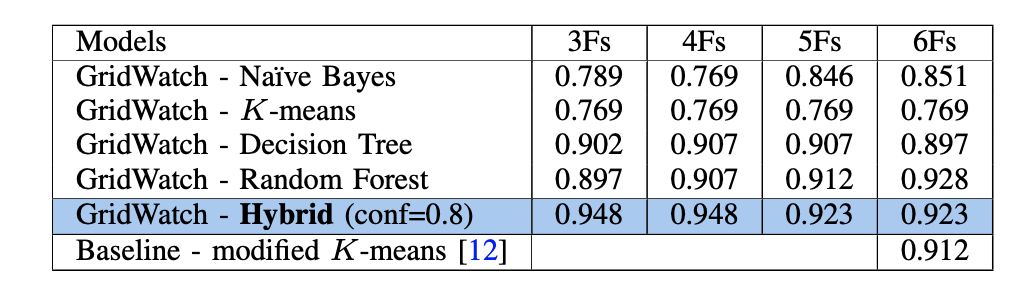 Models 3Fs 4Fs 5Fs 6Fs
GridWatch - Naïve Bayes 0.789 0.769 0.846 0.851
GridWatch - K-means 0.769 0.769 0.769 0.769
GridWatch - Decision Tree 0.902 0.907 0.907 0.897
GridWatch - Random Forest 0.897 0.907 0.912 0.928
GridWatch - Hybrid (conf=0.8) 0.948 0.948 0.923 0.923
Baseline - modified K-means [12] 0.912